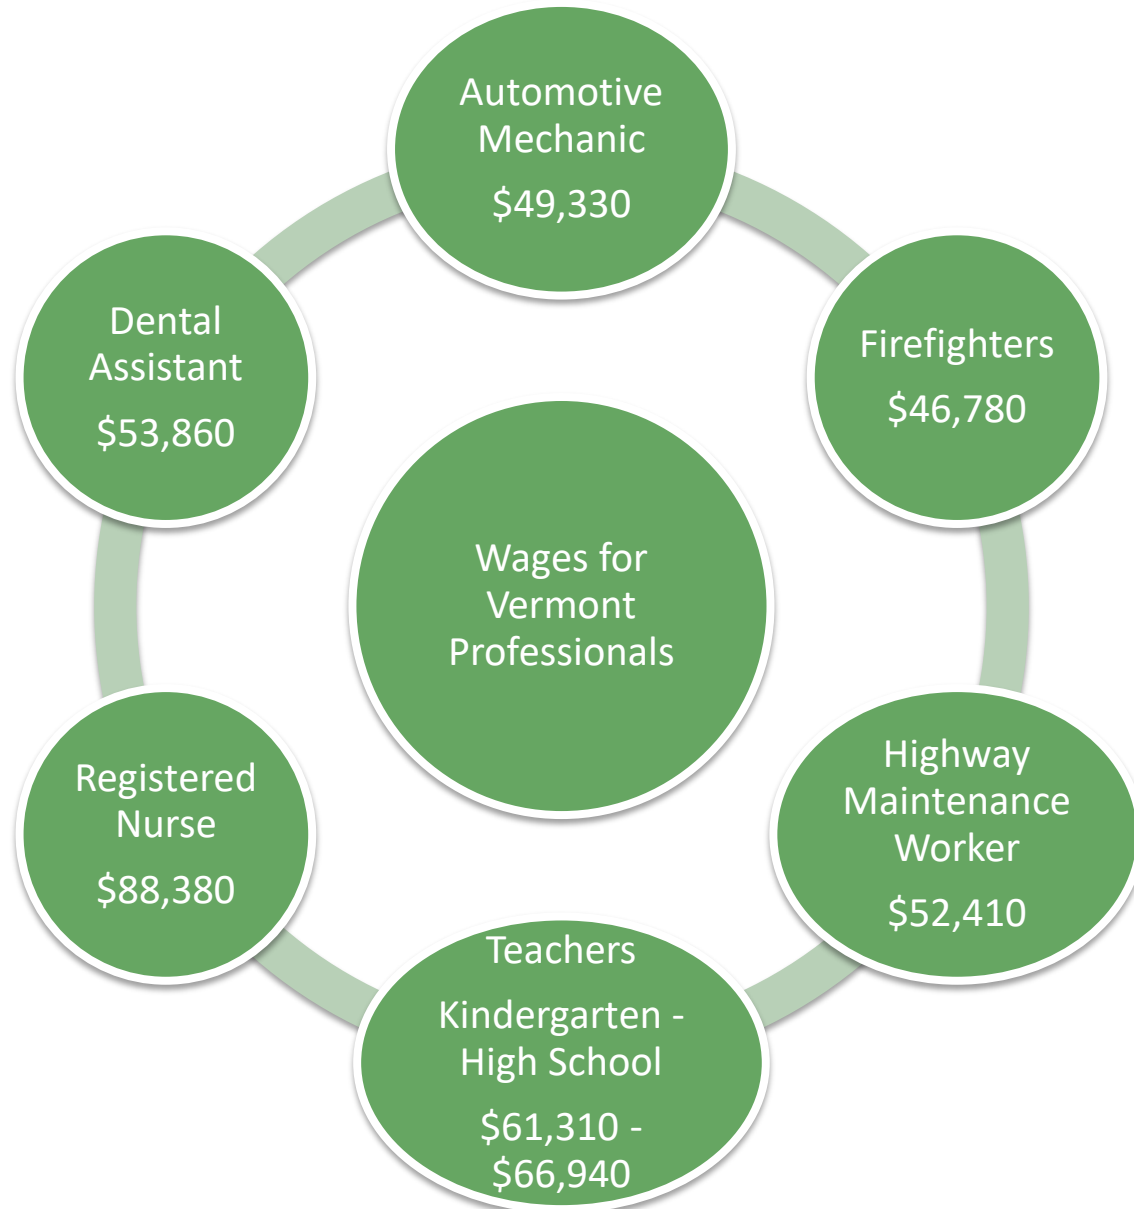 Automotive
Mechanic
$49,330
Firefighters
$46,780
Highway
Maintenance
Worker
$52,410
Teachers
Kindergarten -
High School
$61,310 -
$66,940
Registered
Nurse
$88,380
Dental
Assistant
$53,860
Wages for
Vermont
Professionals